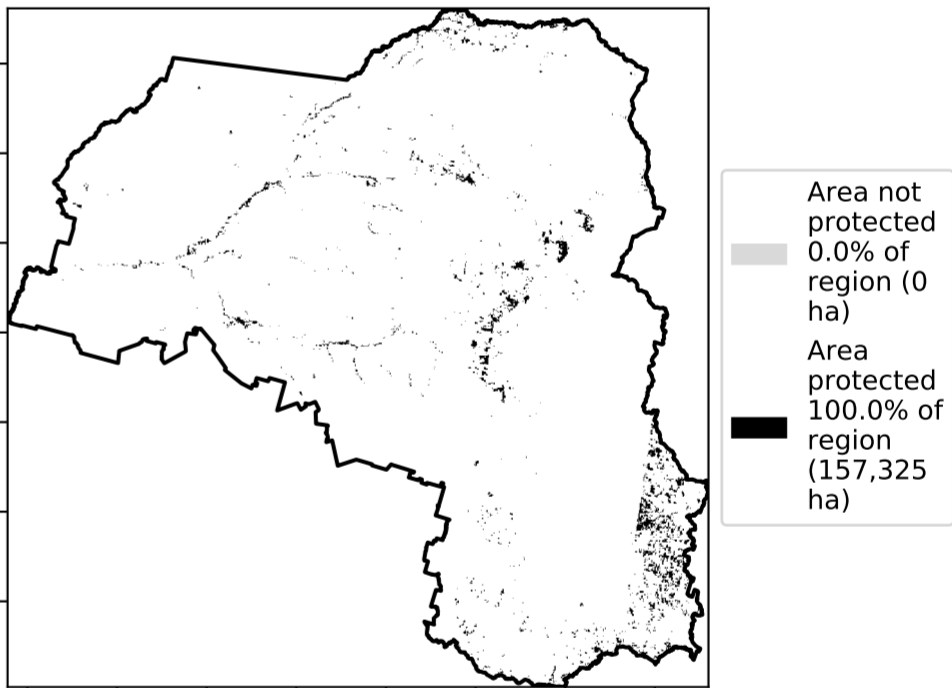 Area not
protected
0.0% of
region (0
ha)
Area
protected
100.0% of
region
(157,325
ha)